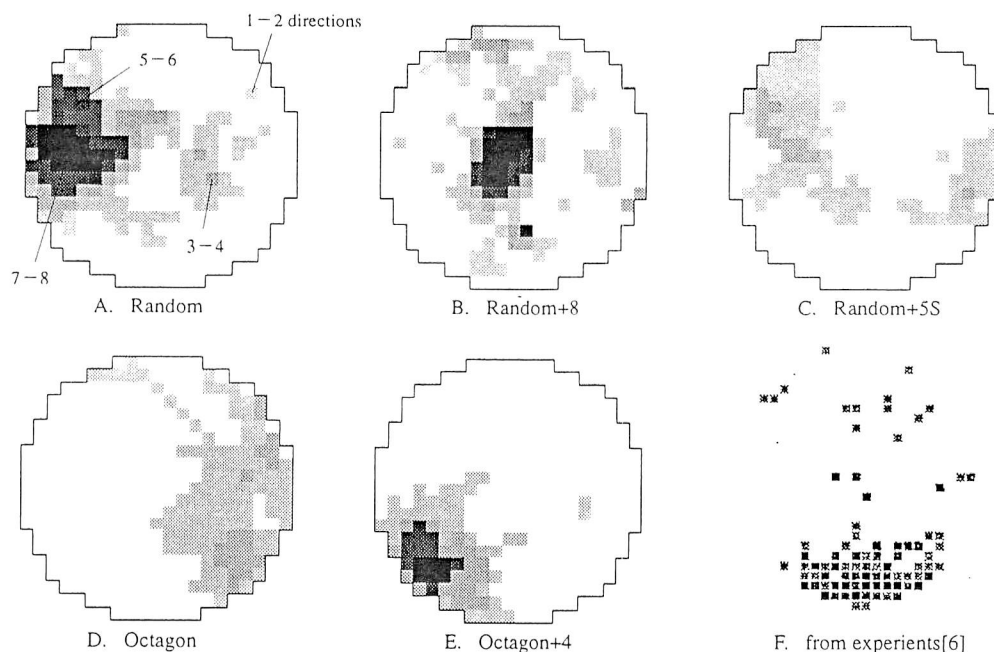 1-2 directions
5-6
3-4
7-8
A. Random
B. Random+8
C. Random+5S
D. Octagon
E. Octagon+4
F. from experients[6]